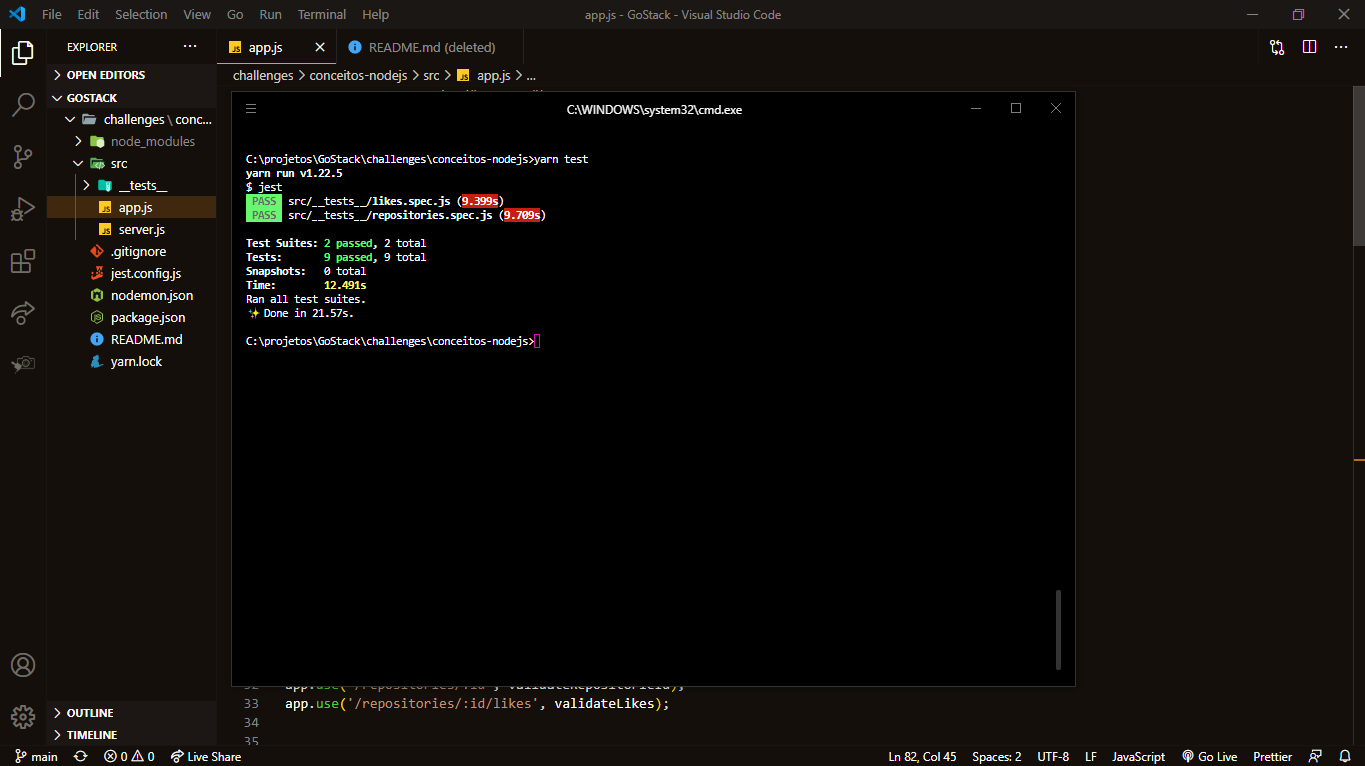 File Edit Selection View Go Run Terminal Help
app.js - GoStack - Visual Studio Code
EXPLORER
app.js
README.md (deleted)
OPEN EDITORS
challenges > conceitos-nodejs > src > app.js > ...
GOSTACK
challenges \ conc...
node_modules
src
__tests__
app.js
server.js
.gitignore
jest.config.js
nodemon.json
package.json
README.md
yarn.lock
OUTLINE
TIMELINE
C:\WINDOWS\system32\cmd.exe
C:\projetos\GoStack\challenges\conceitos-nodejs>yarn test
yarn run v1.22.5
$ jest
PASS src/__tests__/likes.spec.js (9.399s)
PASS src/__tests__/repositories.spec.js (9.709s)
Test Suites: 2 passed, 2 total
Tests: 9 passed, 9 total
Snapshots: 0 total
Time: 12.491s
Ran all test suites.
✨ Done in 21.57s.
C:\projetos\GoStack\challenges\conceitos-nodejs>
33 app.use('/repositories/:id/likes', validateLikes);
34
35
main 0 0 Live Share
Ln 82, Col 45 Spaces: 2 UTF-8 LF JavaScript Go Live Prettier